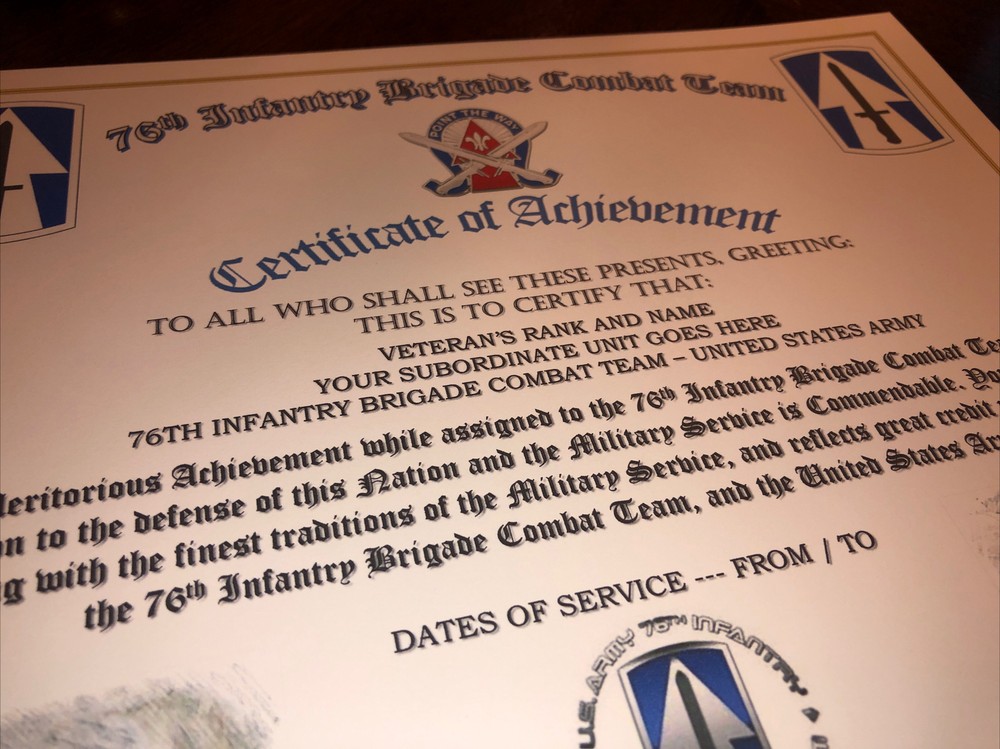 76th Infantry Brigade Combat Team
POINT THE WAY
Certificate of Achievement
TO ALL WHO SHALL SEE THESE PRESENTS, GREETING:
THIS IS TO CERTIFY THAT:
VETERAN'S RANK AND NAME
YOUR SUBORDINATE UNIT GOES HERE
76TH INFANTRY BRIGADE COMBAT TEAM – UNITED STATES ARMY
Meritorious Achievement while assigned to the 76th Infantry Brigade Combat
to the defense of this Nation and the Military Service is Commendable.
with the finest traditions of the Military Service, and reflects great credit
the 76th Infantry Brigade Combat Team, and the United States
DATES OF SERVICE --- FROM / TO
U.S. ARMY 76TH INFANTRY